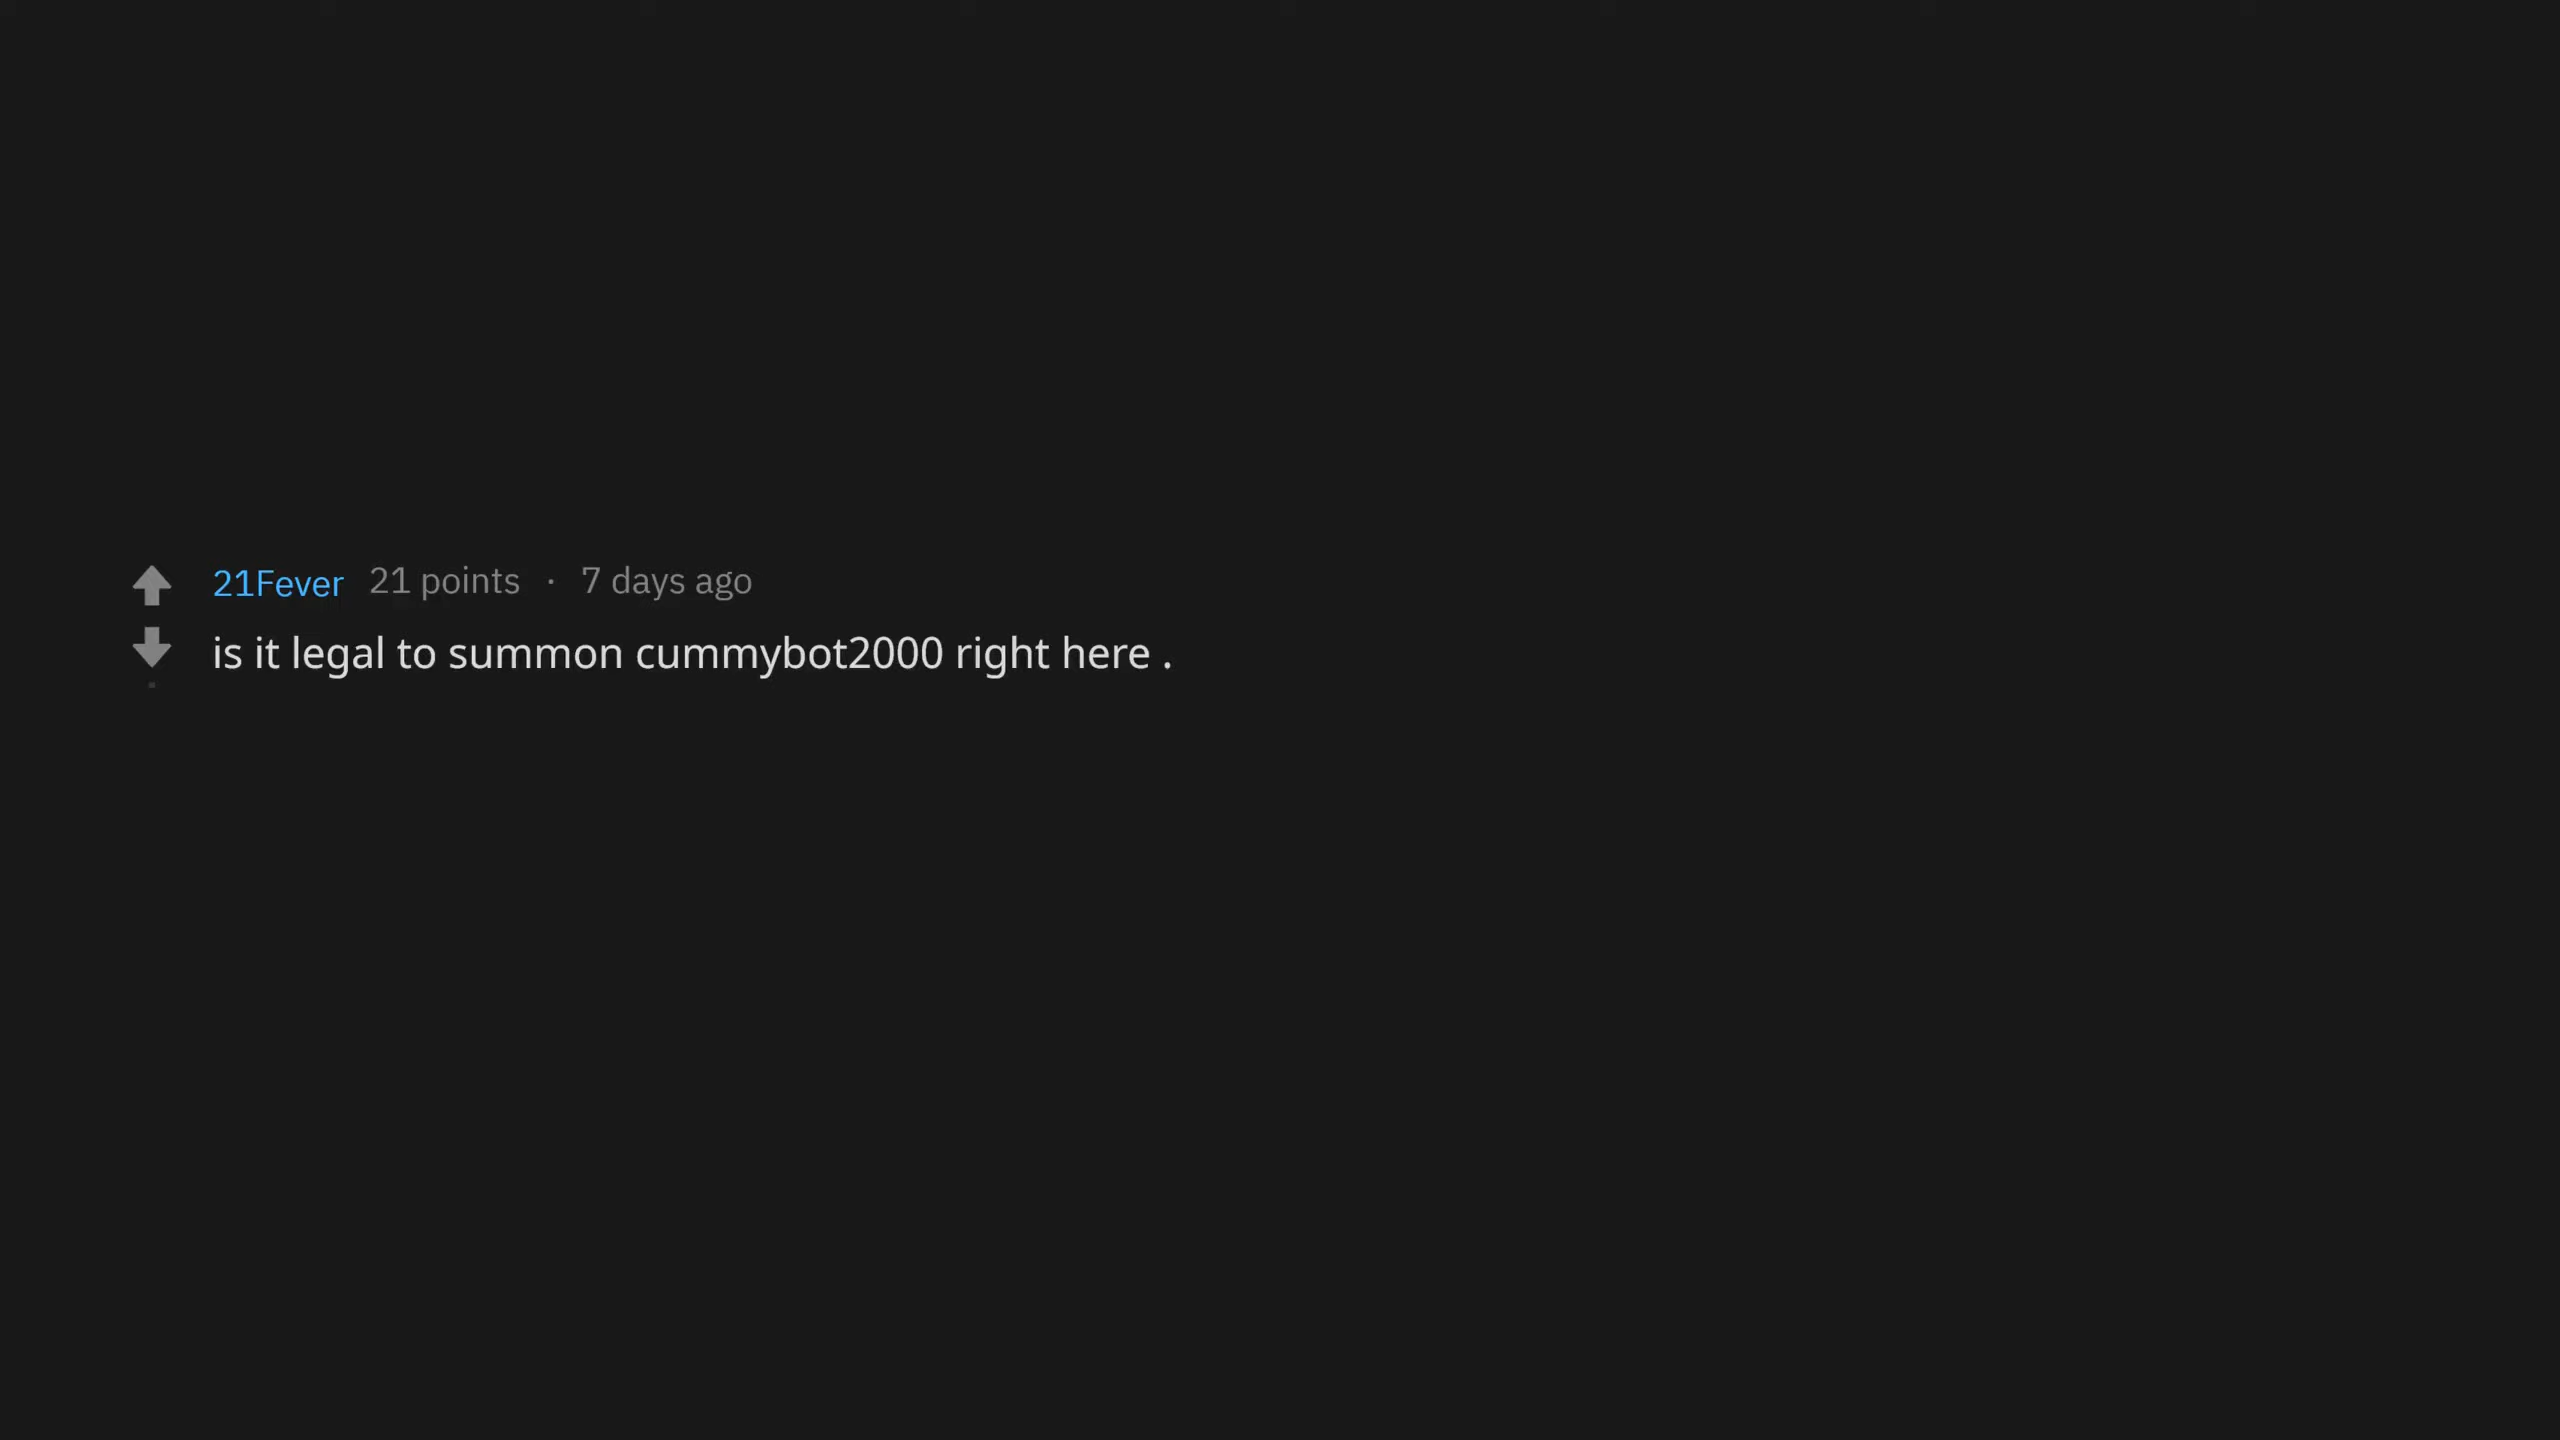 21Fever 21 points · 7 days ago
is it legal to summon cummybot2000 right here .